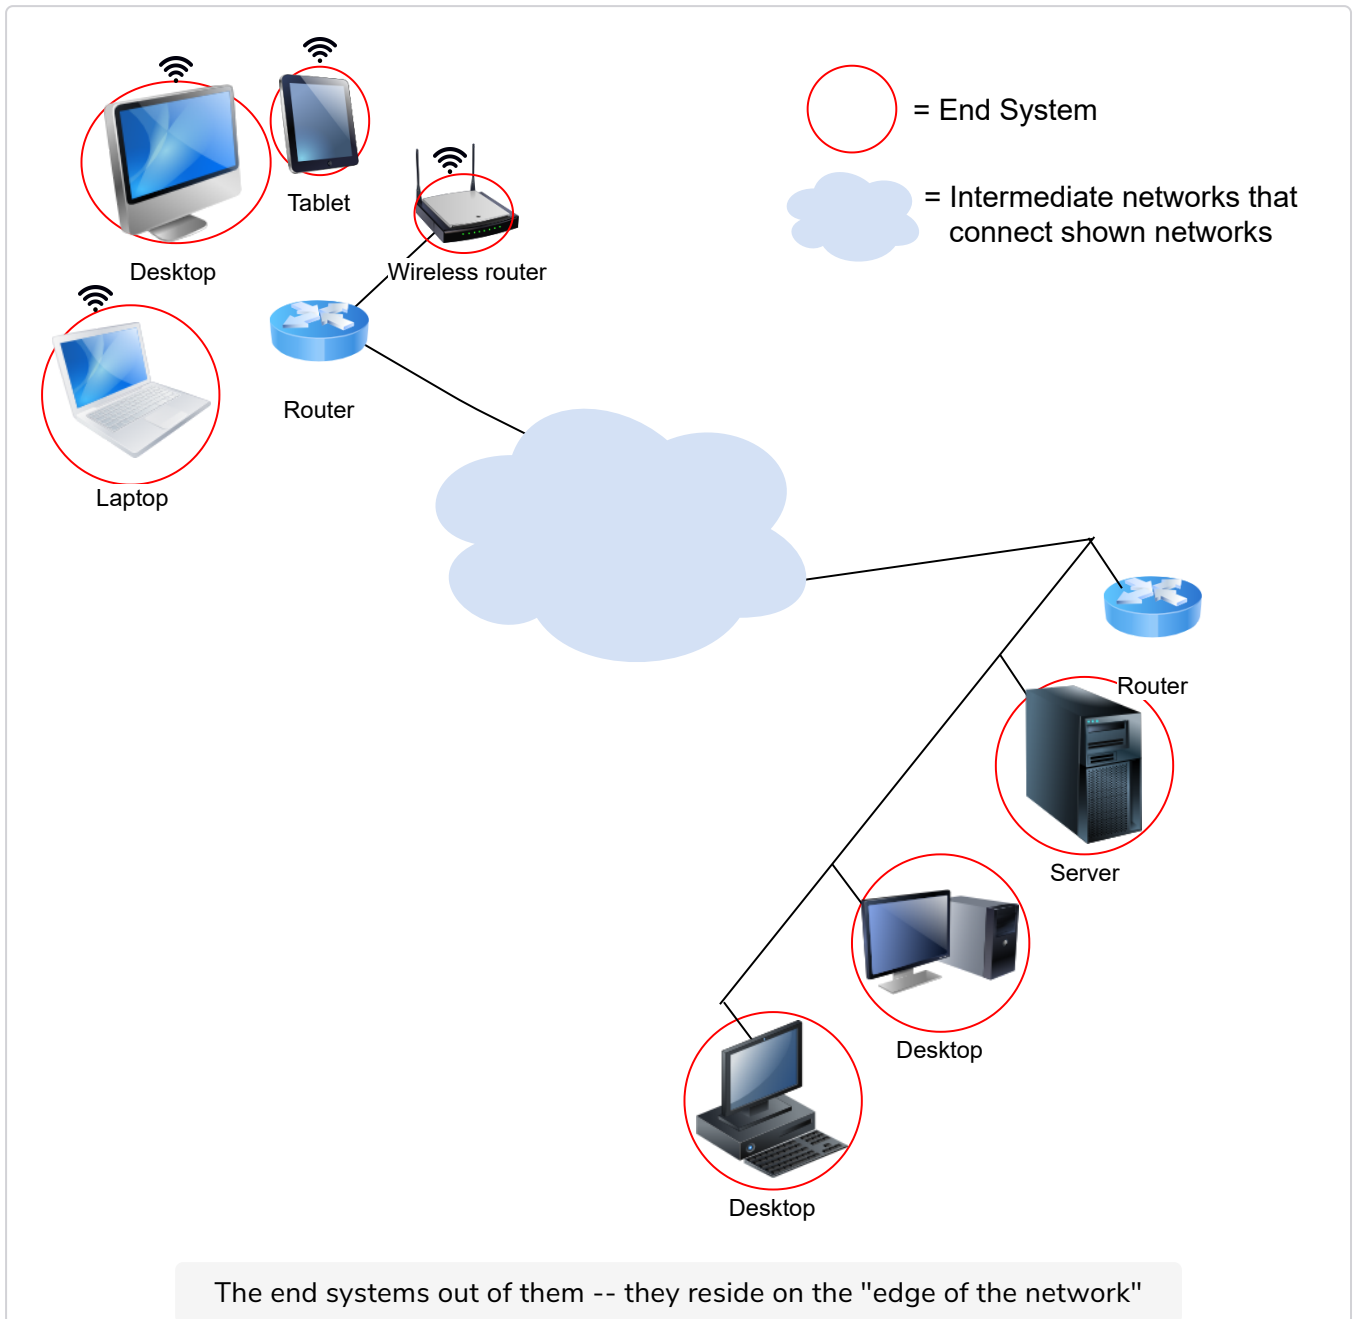 = End System
= Intermediate networks that
connect shown networks
Tablet
Desktop
Wireless router
Router
Laptop
Router
Server
Desktop
Desktop
The end systems out of them -- they reside on the "edge of the network"